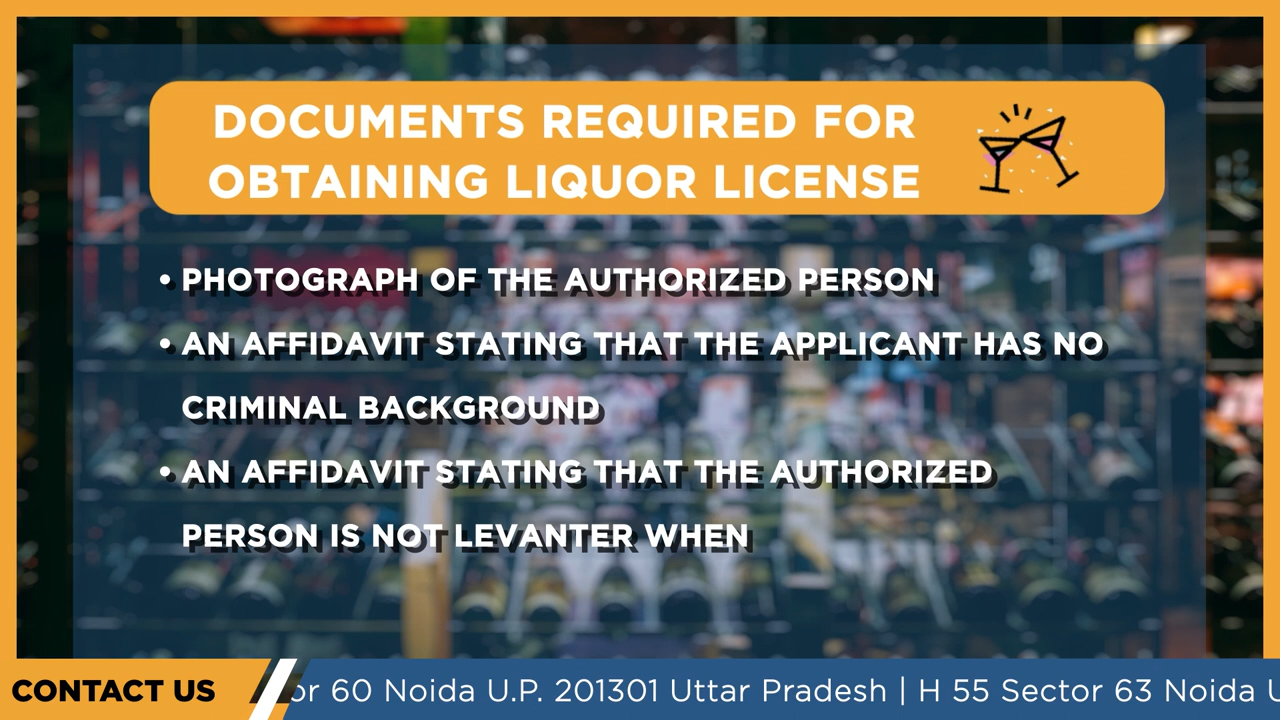 DOCUMENTS REQUIRED FOR
OBTAINING LIQUOR LICENSE
• PHOTOGRAPH OF THE AUTHORIZED PERSON
• AN AFFIDAVIT STATING THAT THE APPLICANT HAS NO
CRIMINAL BACKGROUND
• AN AFFIDAVIT STATING THAT THE AUTHORIZED
PERSON IS NOT LEVANTER WHEN
CONTACT US
or 60 Noida U.P. 201301 Uttar Pradesh | H 55 Sector 63 Noida U